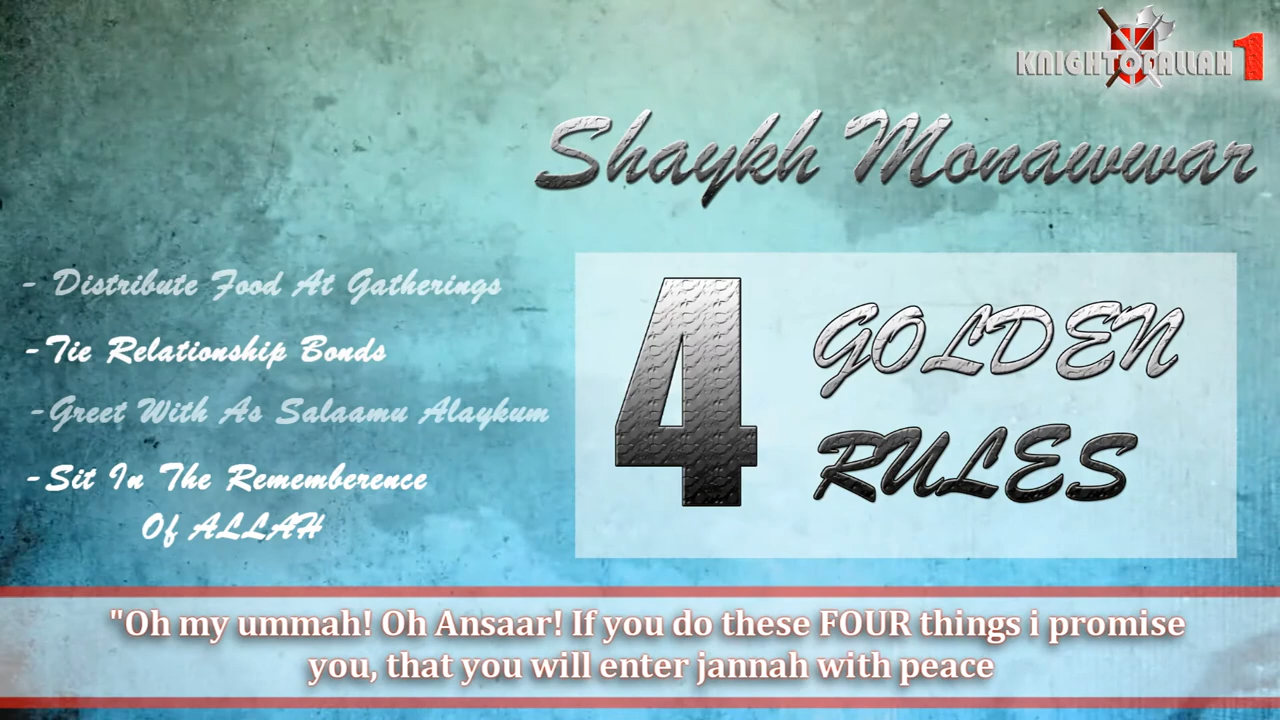 KNIGHTOFALLAH1
Shaykh Monawwar
- Distribute Food At Gatherings
-Tie Relationship Bonds
-Greet With As Salaamu Alaykum
-Sit In The Rememberence
Of ALLAH
4 GOLDEN
RULES
"Oh my ummah! Oh Ansaar! If you do these FOUR things i promise
you, that you will enter jannah with peace